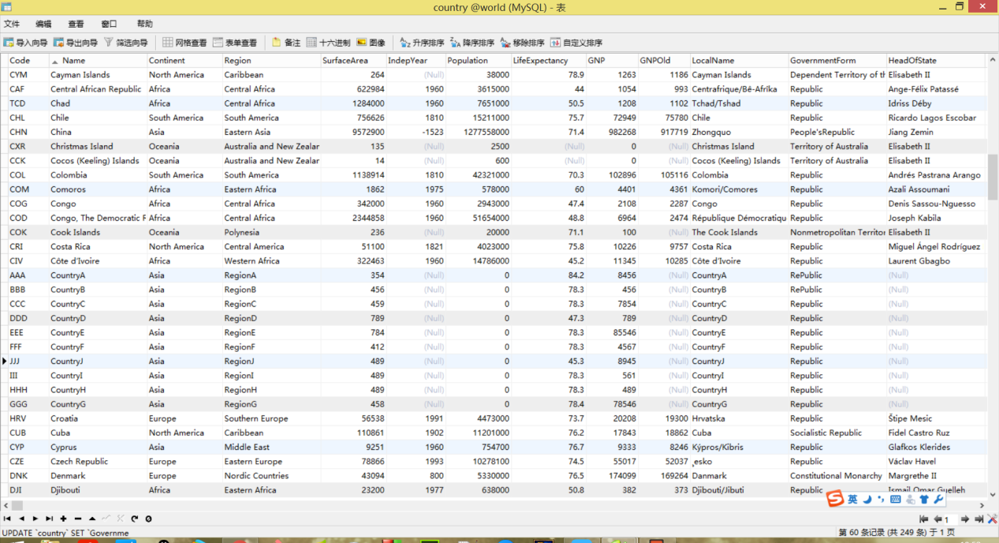 country @world (MySQL) - 表
文件 编辑 查看 窗口 帮助
导入向导 导出向导 筛选向导 网格查看 表单查看 备注 十六进制 图像 升序排序 降序排序 移除排序 自定义排序
Code Name Continent Region SurfaceArea IndepYear Population LifeExpectancy GNP GNPOld LocalName GovernmentForm HeadOfState
CYM Cayman Islands North America Caribbean 264 (Null) 38000 78.9 1263 1186 Cayman Islands Dependent Territory of th Elisabeth II
CAF Central African Republic Africa Central Africa 622984 1960 3615000 44 1054 993 Centrafrique/Bê-Afrîka Republic Ange-Félix Patassé
TCD Chad Africa Central Africa 1284000 1960 7651000 50.5 1208 1102 Tchad/Tshad Republic Idriss Déby
CHL Chile South America South America 756626 1810 15211000 75.7 72949 75780 Chile Republic Ricardo Lagos Escobar
CHN China Asia Eastern Asia 9572900 -1523 1277558000 71.4 982268 917719 Zhongquo People'sRepublic Jiang Zemin
CXR Christmas Island Oceania Australia and New Zealar 135 (Null) 2500 (Null) 0 (Null) Christmas Island Territory of Australia Elisabeth II
CCK Cocos (Keeling) Islands Oceania Australia and New Zealar 14 (Null) 600 (Null) 0 (Null) Cocos (Keeling) Islands Territory of Australia Elisabeth II
COL Colombia South America South America 1138914 1810 42321000 70.3 102896 105116 Colombia Republic Andrés Pastrana Arango
COM Comoros Africa Eastern Africa 1862 1975 578000 60 4401 4361 Komori/Comores Republic Azali Assoumani
COG Congo Africa Central Africa 342000 1960 2943000 47.4 2108 2287 Congo Republic Denis Sassou-Nguesso
COD Congo, The Democratic F Africa Central Africa 2344858 1960 51654000 48.8 6964 2474 République Démocratiqu Republic Joseph Kabila
COK Cook Islands Oceania Polynesia 236 (Null) 20000 71.1 100 (Null) The Cook Islands Nonmetropolitan Territor Elisabeth II
CRI Costa Rica North America Central America 51100 1821 4023000 75.8 10226 9757 Costa Rica Republic Miguel Ángel Rodríguez
CIV Côte d'Ivoire Africa Western Africa 322463 1960 14786000 45.2 11345 10285 Côte d'Ivoire Republic Laurent Gbagbo
AAA CountryA Asia RegionA 354 (Null) 0 84.2 8456 (Null) CountryA RePublic (Null)
BBB CountryB Asia RegionB 456 (Null) 0 78.3 456 (Null) CountryB RePublic (Null)
CCC CountryC Asia RegionC 459 (Null) 0 78.3 7854 (Null) CountryC Republic (Null)
DDD CountryD Asia RegionD 789 (Null) 0 47.3 789 (Null) CountryD Republic (Null)
EEE CountryE Asia RegionE 784 (Null) 0 78.3 85546 (Null) CountryE Republic (Null)
FFF CountryF Asia RegionF 412 (Null) 0 78.3 4567 (Null) CountryF Republic (Null)
JJJ CountryJ Asia RegionJ 489 (Null) 0 45.3 8945 (Null) CountryJ Republic (Null)
III CountryI Asia RegionI 489 (Null) 0 78.3 561 (Null) CountryI Republic (Null)
HHH CountryH Asia RegionH 489 (Null) 0 78.3 489 (Null) CountryH Republic (Null)
GGG CountryG Asia RegionG 458 (Null) 0 78.4 78546 (Null) CountryG Republic (Null)
HRV Croatia Europe Southern Europe 56538 1991 4473000 73.7 20208 19300 Hrvatska Republic Štipe Mesic
CUB Cuba North America Caribbean 110861 1902 11201000 76.2 17843 18862 Cuba Socialistic Republic Fidel Castro Ruz
CYP Cyprus Asia Middle East 9251 1960 754700 76.7 9333 8246 Kýpros/Kibris Republic Glafkos Klerides
CZE Czech Republic Europe Eastern Europe 78866 1993 10278100 74.5 55017 52037 ¸esko Republic Václav Havel
DNK Denmark Europe Nordic Countries 43094 800 5330000 76.5 174099 169264 Danmark Constitutional Monarchy Margrethe II
DJI Djibouti Africa Eastern Africa 23200 1977 638000 50.8 382 373 Djibouti/Jibuti Republic Ismail Omar Guelleh
英
1
UPDATE `country` SET `Governme
第 60 条记录 (共 249 条) 于 1 页